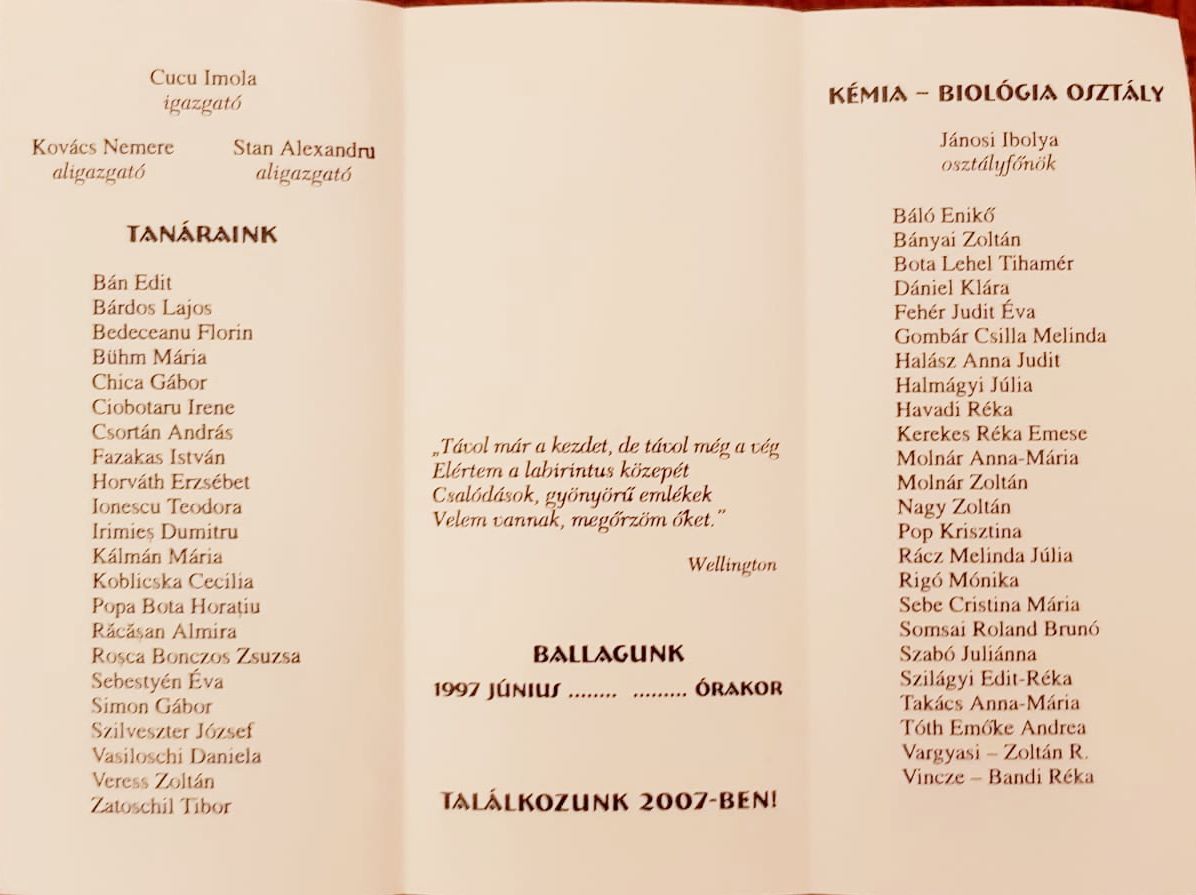 Cucu Imola
igazgató
Kovács Nemere
aligazgató
Stan Alexandru
aligazgató
TANÁRAINK
Bán Edit
Bárdos Lajos
Bedeceanu Florin
Bühm Mária
Chica Gábor
Ciobotaru Irene
Csortán András
Fazakas István
Horváth Erzsébet
Ionescu Teodora
Irimieș Dumitru
Kálmán Mária
Koblicska Cecilia
Popa Bota Horațiu
Răcășan Almira
Roșca Bonczos Zsuzsa
Sebestyén Éva
Simon Gábor
Szilveszter József
Vasiloschi Daniela
Veress Zoltán
Zatoschil Tibor
„Távol már a kezdet, de távol még a vég
Elértem a labirintus közepét
Csalódások, gyönyörű emlékek
Velem vannak, megőrzöm őket.”
Wellington
BALLAGUNK
1997 JÚNIUS ........ ......... ÓRAKOR
TALÁLKOZUNK 2007-BEN!
KÉMIA – BIOLÓGIA OSZTÁLY
Jánosi Ibolya
osztályfőnök
Báló Enikő
Bányai Zoltán
Bota Lehel Tihamér
Dániel Klára
Fehér Judit Éva
Gombár Csilla Melinda
Halász Anna Judit
Halmágyi Júlia
Havadi Réka
Kerekes Réka Emese
Molnár Anna-Mária
Molnár Zoltán
Nagy Zoltán
Pop Krisztina
Rácz Melinda Júlia
Rigó Mónika
Sebe Cristina Mária
Somsai Roland Brunó
Szabó Juliánna
Szilágyi Edit-Réka
Takács Anna-Mária
Tóth Emőke Andrea
Vargyasi – Zoltán R.
Vincze – Bandi Réka